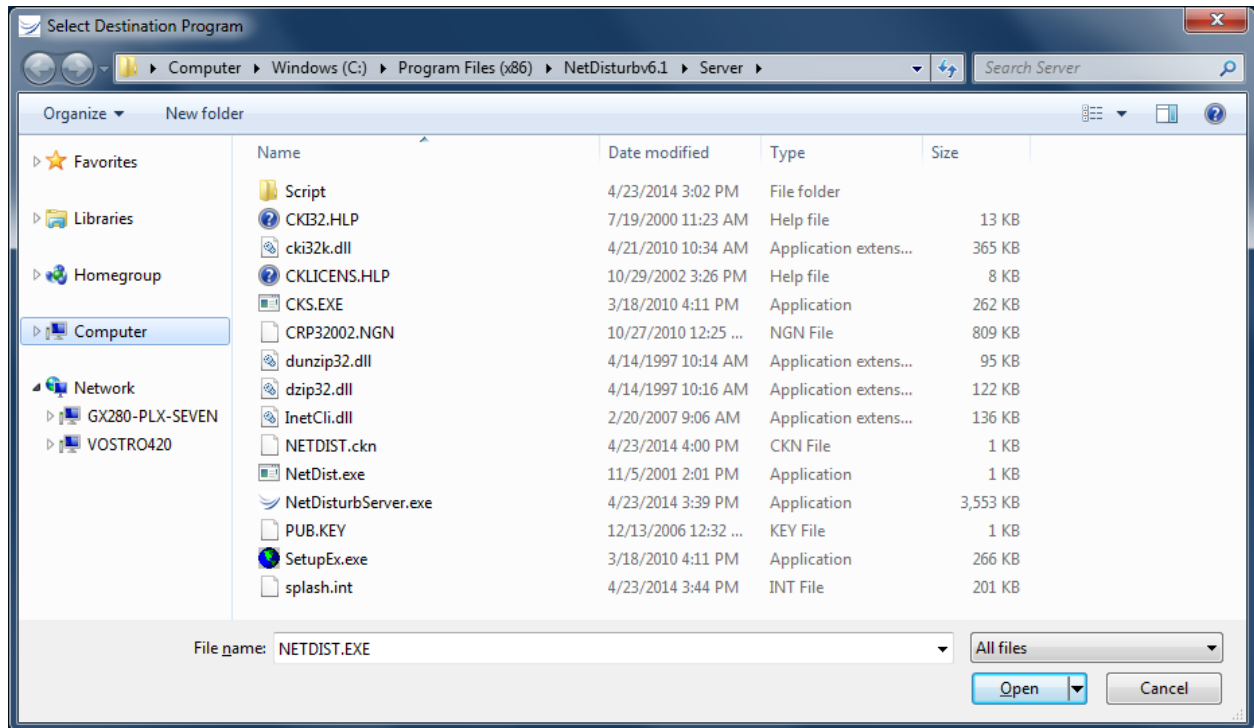 Select Destination Program
Computer Windows (C:) Program Files (x86) NetDisturbv6.1 Server Search Server
Organize New folder
Name Date modified Type Size
Favorites
Libraries
Homegroup
Computer
Network
GX280-PLX-SEVEN
VOSTRO420
Script 4/23/2014 3:02 PM File folder
CKI32.HLP 7/19/2000 11:23 AM Help file 13 KB
cki32k.dll 4/21/2010 10:34 AM Application extens... 365 KB
CKLICENS.HLP 10/29/2002 3:26 PM Help file 8 KB
CKS.EXE 3/18/2010 4:11 PM Application 262 KB
CRP32002.NGN 10/27/2010 12:25 ... NGN File 809 KB
dunzip32.dll 4/14/1997 10:14 AM Application extens... 95 KB
dzip32.dll 4/14/1997 10:16 AM Application extens... 122 KB
InetCli.dll 2/20/2007 9:06 AM Application extens... 136 KB
NETDIST.ckn 4/23/2014 4:00 PM CKN File 1 KB
NetDist.exe 11/5/2001 2:01 PM Application 1 KB
NetDisturbServer.exe 4/23/2014 3:39 PM Application 3,553 KB
PUB.KEY 12/13/2006 12:32 ... KEY File 1 KB
SetupEx.exe 3/18/2010 4:11 PM Application 266 KB
splash.int 4/23/2014 3:44 PM INT File 201 KB
File name: NETDIST.EXE All files
Open Cancel